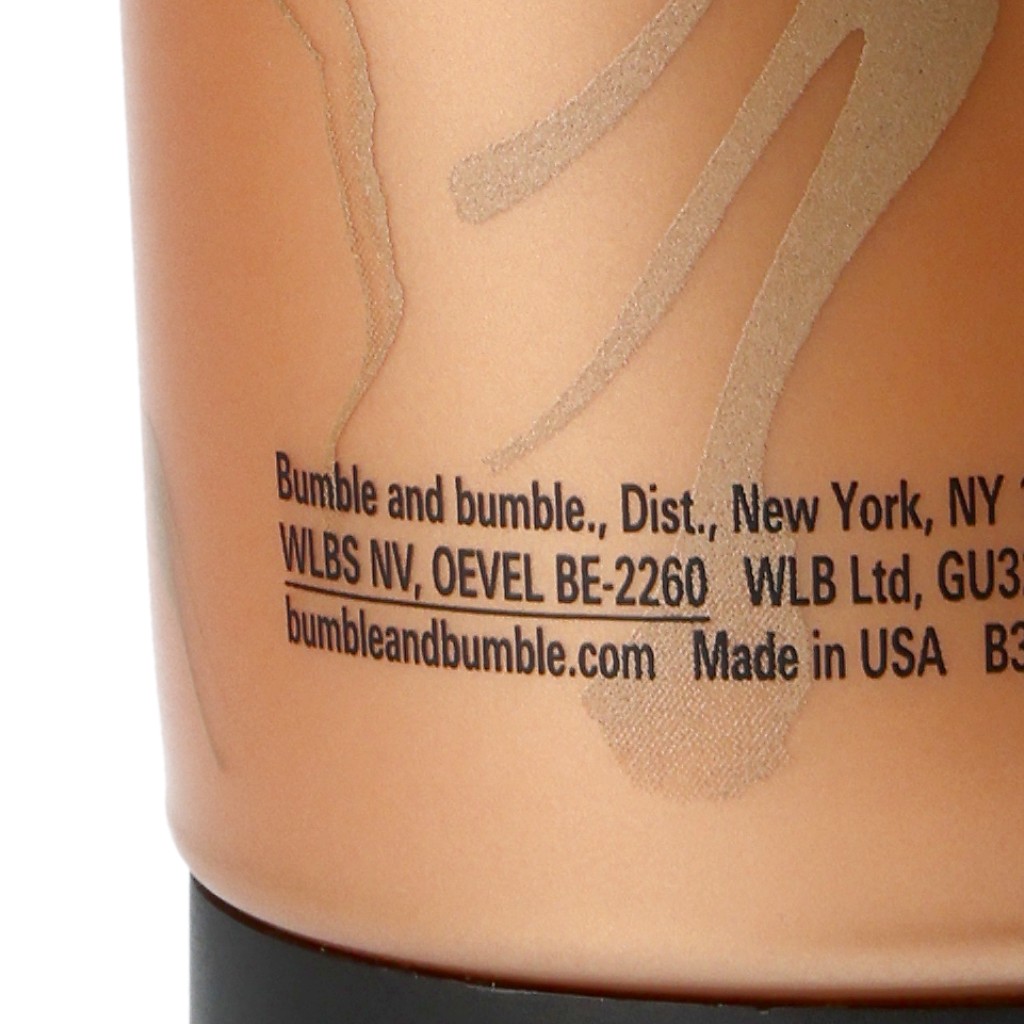 Bumble and bumble., Dist., New York, NY
WLBS NV, OEVEL BE-2260 WLB Ltd,
bumbleandbumble.com Made in USA